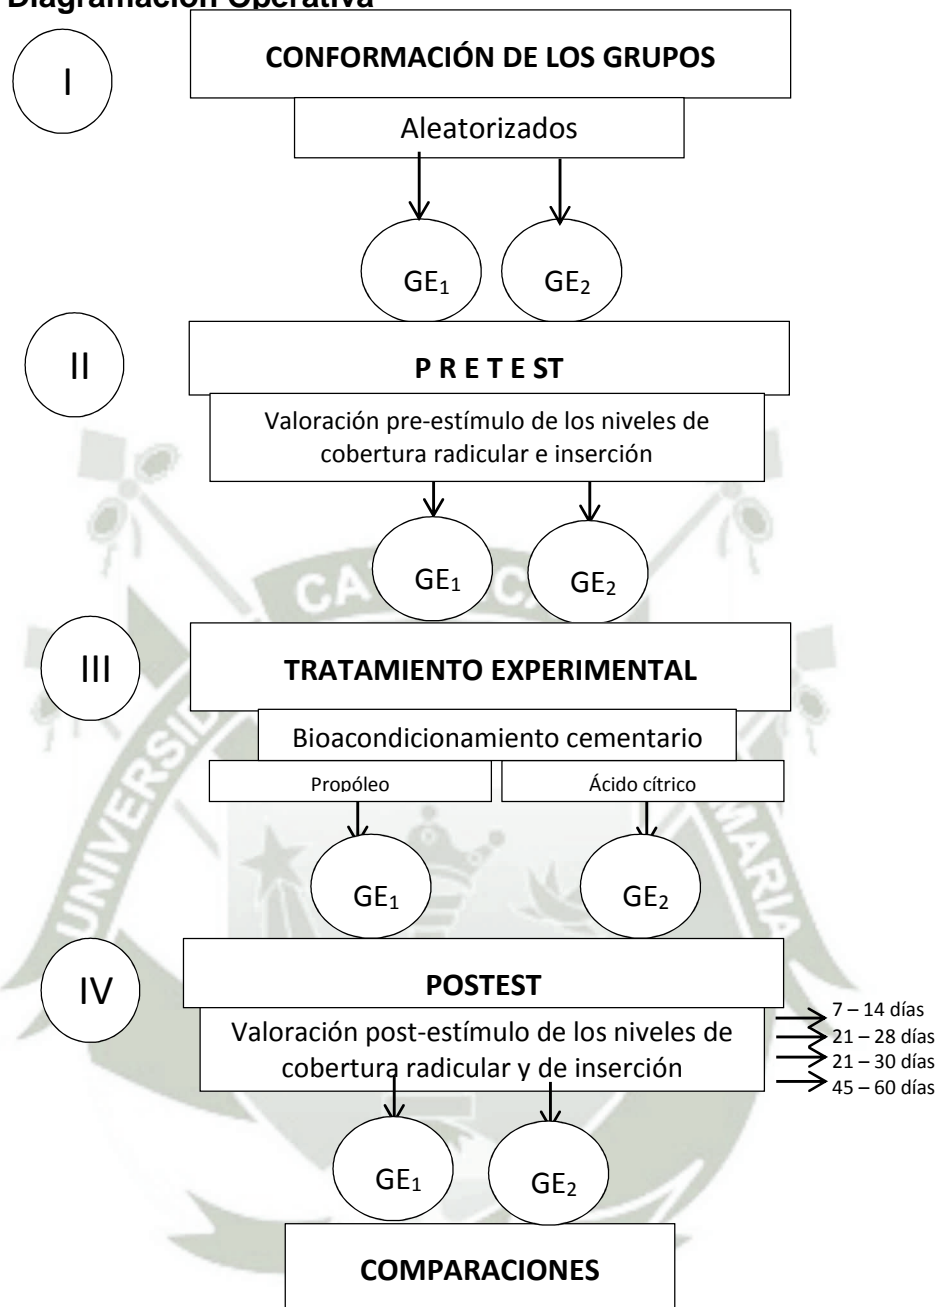 Diagramación Operativa
I
CONFORMACIÓN DE LOS GRUPOS
Aleatorizados
GE₁
GE₂
II
P R E T E ST
Valoración pre-estímulo de los niveles de
cobertura radicular e inserción
GE₁
GE₂
III
TRATAMIENTO EXPERIMENTAL
Bioacondicionamiento cementario
Propóleo
Ácido cítrico
GE₁
GE₂
IV
POSTEST
Valoración post-estímulo de los niveles de
cobertura radicular y de inserción
7 – 14 días
21 – 28 días
21 – 30 días
45 – 60 días
GE₁
GE₂
COMPARACIONES